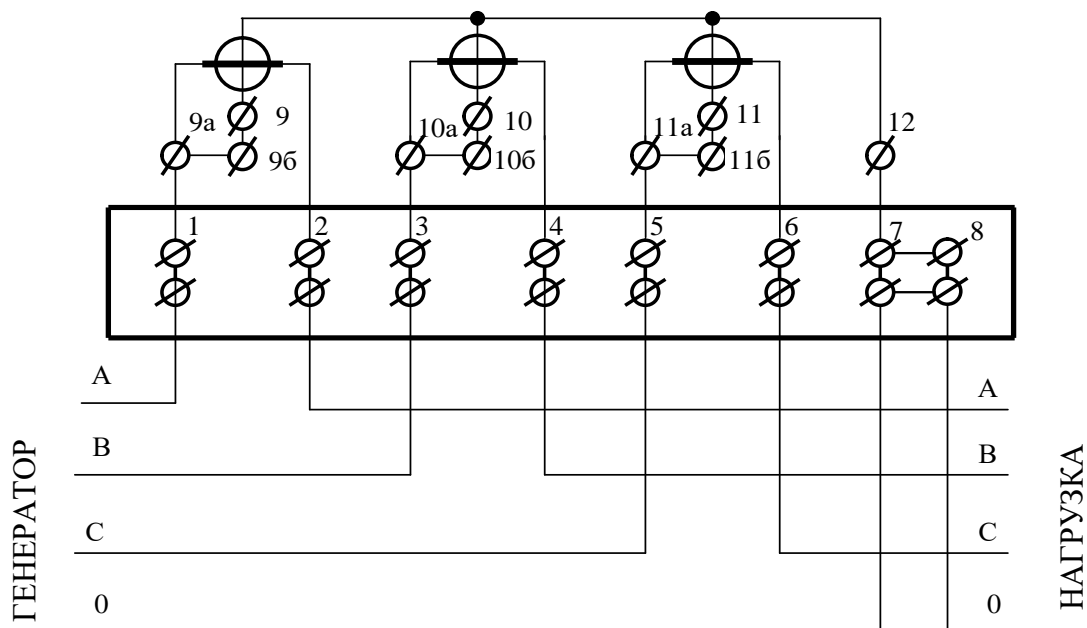 12
9а 9 10а 10 11а 11
9б 10б 11б
1 2 3 4 5 6 7 8
А А
В В
С С
0 0
ГЕНЕРАТОР
НАГРУЗКА